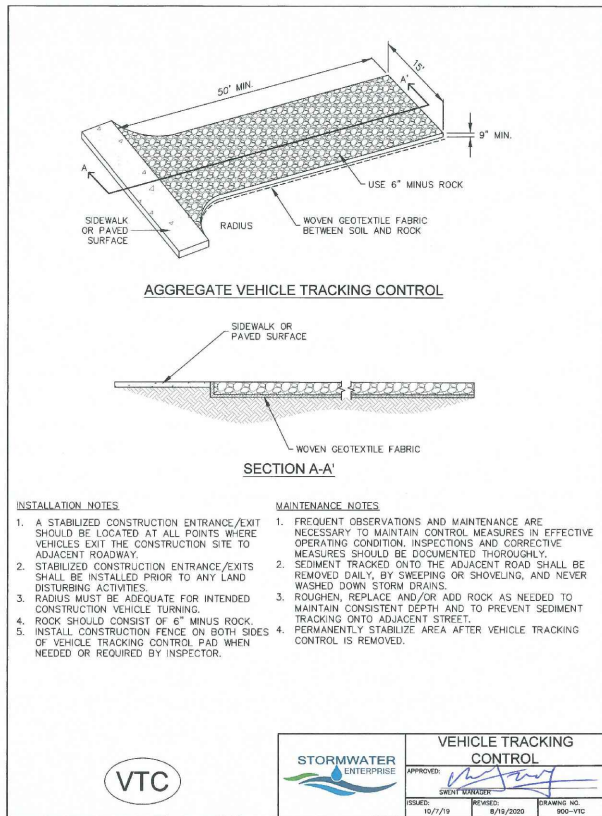 50' MIN.
15'
A'
9" MIN.
A
USE 6" MINUS ROCK
SIDEWALK
OR PAVED
SURFACE
RADIUS
WOVEN GEOTEXTILE FABRIC
BETWEEN SOIL AND ROCK
AGGREGATE VEHICLE TRACKING CONTROL
SIDEWALK OR
PAVED SURFACE
WOVEN GEOTEXTILE FABRIC
SECTION A-A'
INSTALLATION NOTES
1. A STABILIZED CONSTRUCTION ENTRANCE/EXIT
SHOULD BE LOCATED AT ALL POINTS WHERE
VEHICLES EXIT THE CONSTRUCTION SITE TO
ADJACENT ROADWAY.
2. STABILIZED CONSTRUCTION ENTRANCE/EXITS
SHALL BE INSTALLED PRIOR TO ANY LAND
DISTURBING ACTIVITIES.
3. RADIUS MUST BE ADEQUATE FOR INTENDED
CONSTRUCTION VEHICLE TURNING.
4. ROCK SHOULD CONSIST OF 6" MINUS ROCK.
5. INSTALL CONSTRUCTION FENCE ON BOTH SIDES
OF VEHICLE TRACKING CONTROL PAD WHEN
NEEDED OR REQUIRED BY INSPECTOR.
MAINTENANCE NOTES
1. FREQUENT OBSERVATIONS AND MAINTENANCE ARE
NECESSARY TO MAINTAIN CONTROL MEASURES IN EFFECTIVE
OPERATING CONDITION. INSPECTIONS AND CORRECTIVE
MEASURES SHOULD BE DOCUMENTED THOROUGHLY.
2. SEDIMENT TRACKED ONTO THE ADJACENT ROAD SHALL BE
REMOVED DAILY, BY SWEEPING OR SHOVELING, AND NEVER
WASHED DOWN STORM DRAINS.
3. ROUGHEN, REPLACE AND/OR ADD ROCK AS NEEDED TO
MAINTAIN CONSISTENT DEPTH AND TO PREVENT SEDIMENT
TRACKING ONTO ADJACENT STREET.
4. PERMANENTLY STABILIZE AREA AFTER VEHICLE TRACKING
CONTROL IS REMOVED.
VTC
STORMWATER
ENTERPRISE
VEHICLE TRACKING
CONTROL
APPROVED:
SWENT MANAGER
ISSUED:
10/7/19
REVISED:
8/19/2020
DRAWING NO.
900-VTC